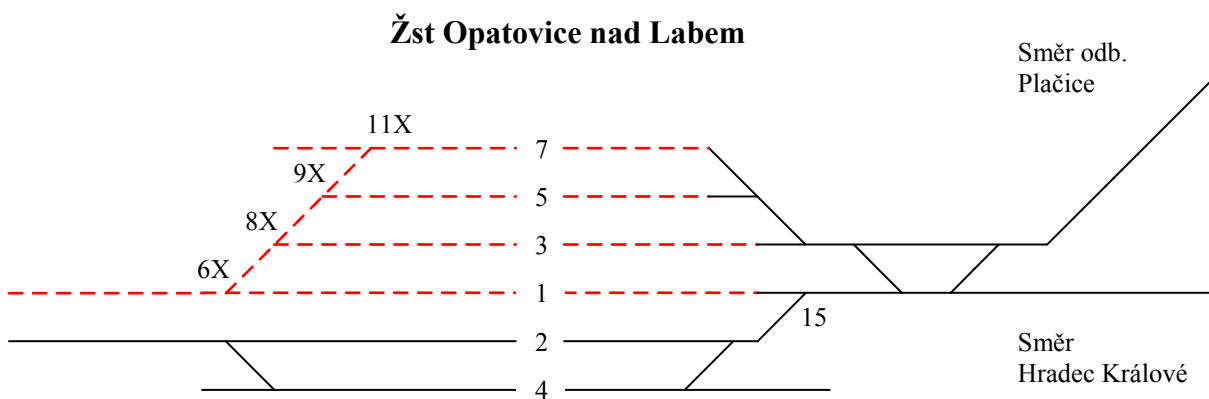 Žst Opatovice nad Labem
Směr odb.
Plačice
11X
7
9X
5
8X
3
6X
1
15
2
Směr
Hradec Králové
4